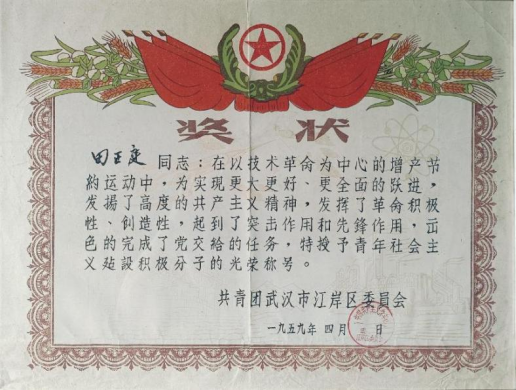 奖状
田正庭 同志：在以技术革命为中心的增产节
約运动中，为实现更大更好、更全面的跃进，
发揚了高度的共产主义精神，发揮了革命积极
性、创造性，起到了突击作用和先鋒作用，出
色的完成了党交給的任务，特授予青年社会主
义建設积极分子的光荣称号。
共青团武汉市江岸区委員会
一九五九年 四月 日